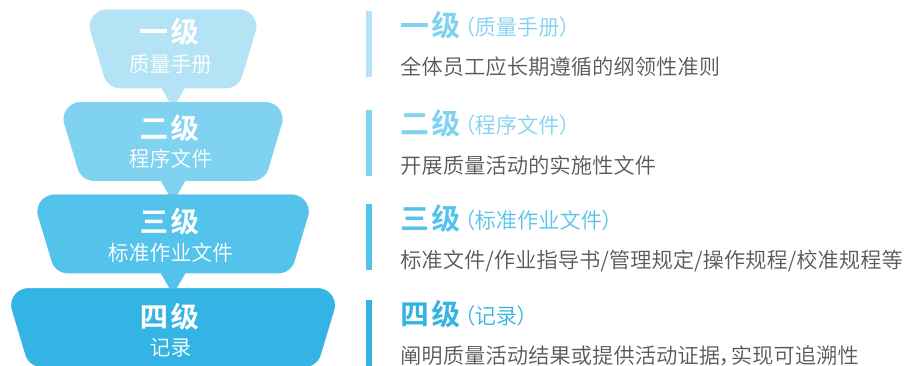 一级
质量手册
一级（质量手册）
全体员工应长期遵循的纲领性准则
二级
程序文件
二级（程序文件）
开展质量活动的实施性文件
三级
标准作业文件
三级（标准作业文件）
标准文件/作业指导书/管理规定/操作规程/校准规程等
四级
记录
四级（记录）
阐明质量活动结果或提供活动证据，实现可追溯性